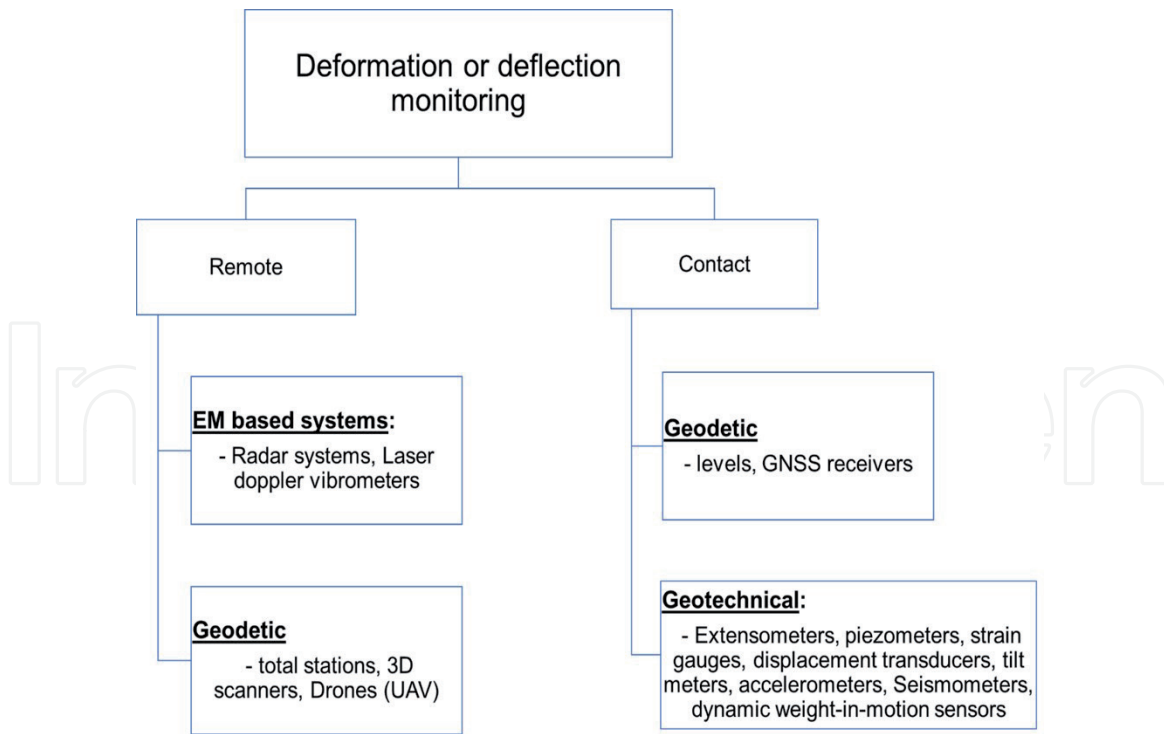 Deformation or deflection
monitoring
Remote
Contact
EM based systems:
- Radar systems, Laser
doppler vibrometers
Geodetic
- total stations, 3D
scanners, Drones (UAV)
Geodetic
- levels, GNSS receivers
Geotechnical:
- Extensometers, piezometers, strain
gauges, displacement transducers, tilt
meters, accelerometers, Seismometers,
dynamic weight-in-motion sensors